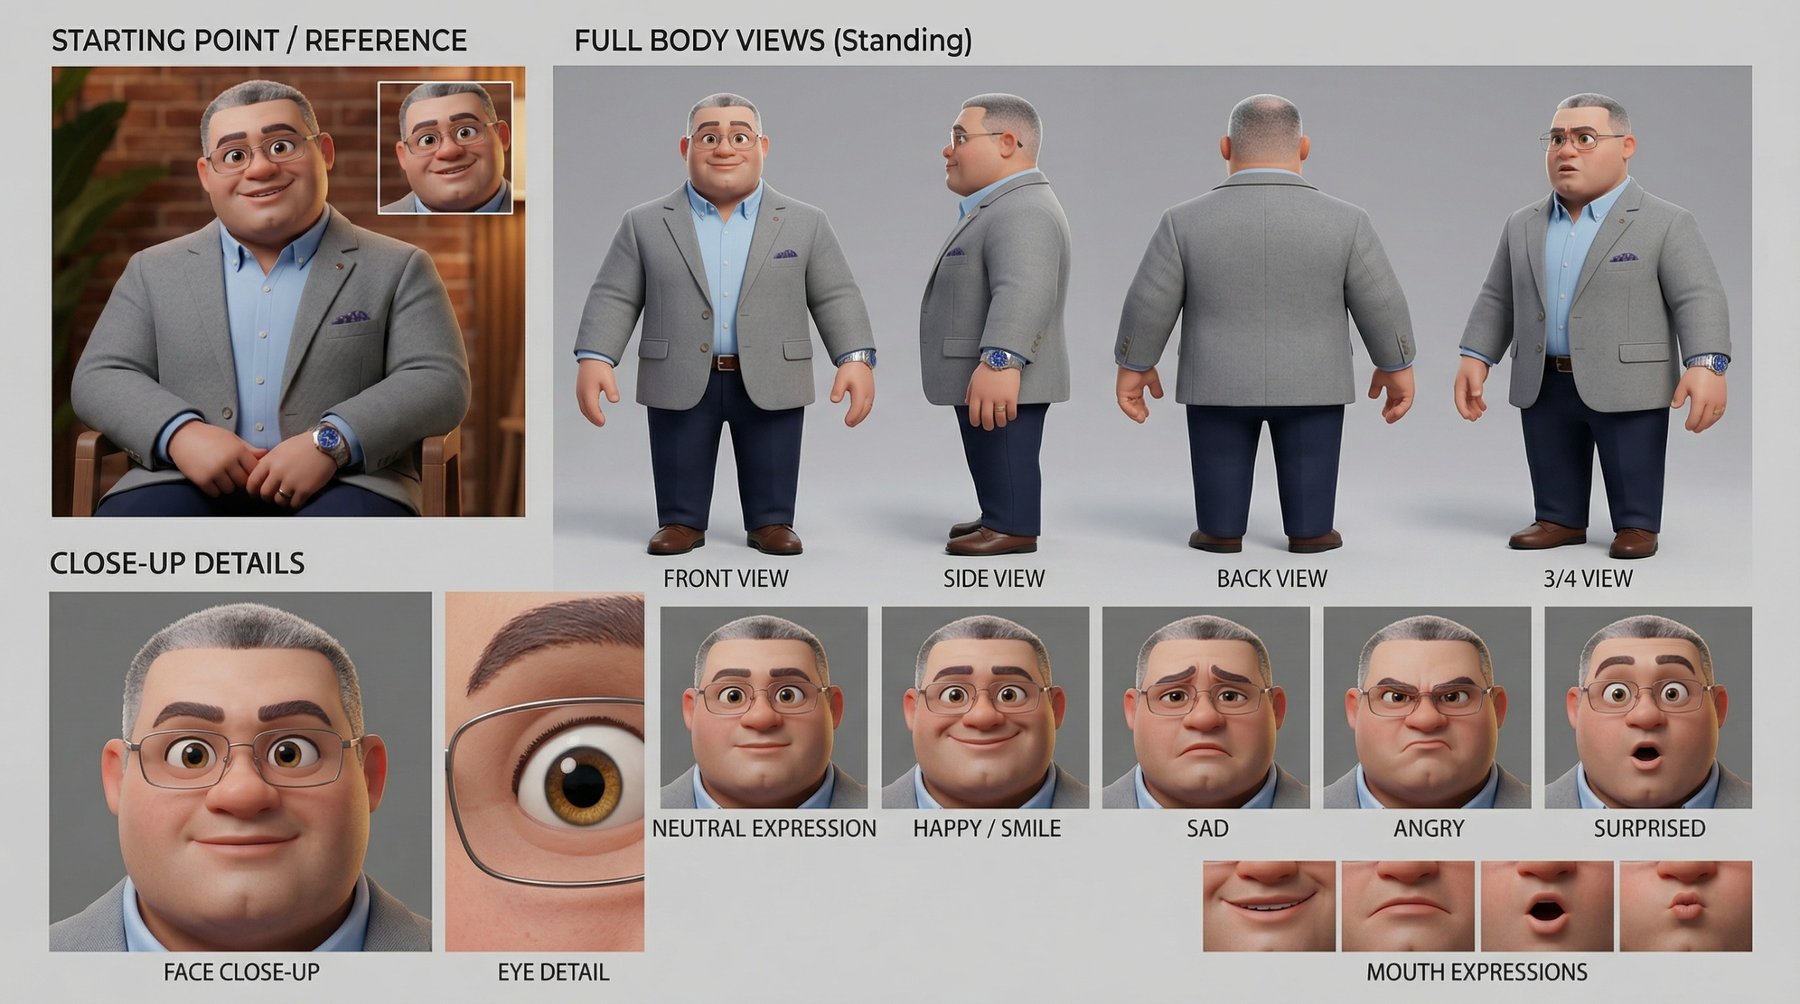 STARTING POINT / REFERENCE
FULL BODY VIEWS (Standing)
FRONT VIEW
SIDE VIEW
BACK VIEW
3/4 VIEW
CLOSE-UP DETAILS
FACE CLOSE-UP
EYE DETAIL
NEUTRAL EXPRESSION
HAPPY / SMILE
SAD
ANGRY
SURPRISED
MOUTH EXPRESSIONS